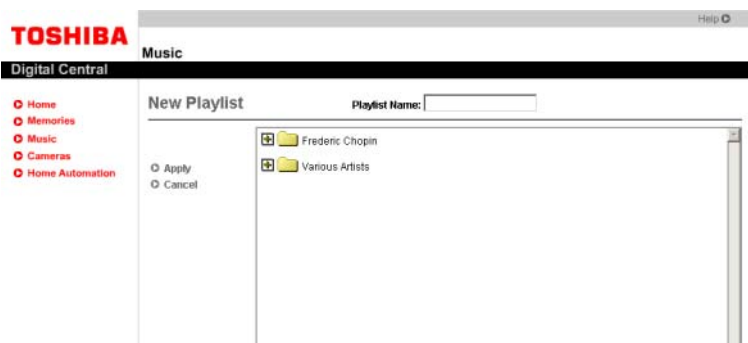 Help
TOSHIBA
Music
Digital Central
Home
Memories
Music
Cameras
Home Automation
New Playlist
Playlist Name:
Apply
Cancel
Frederic Chopin
Various Artists